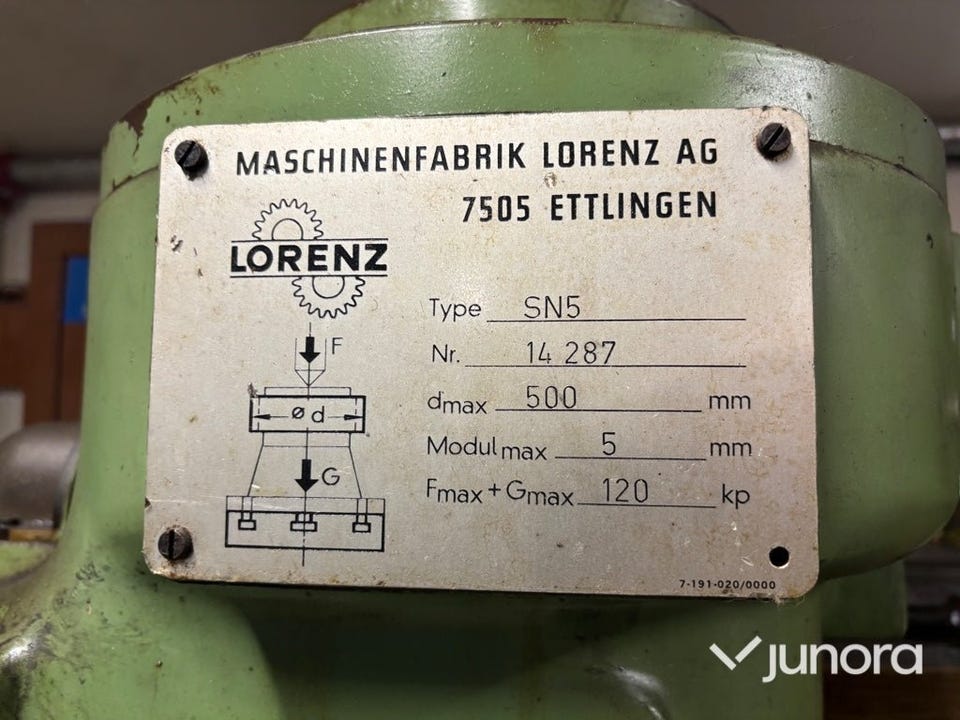 MASCHINENFABRIK LORENZ AG
7505 ETTLINGEN
LORENZ
F
ø d
G
Type SN5
Nr. 14 287
dmax 500 mm
Modul max 5 mm
Fmax + Gmax 120 kp
7-191-020/0000
junora